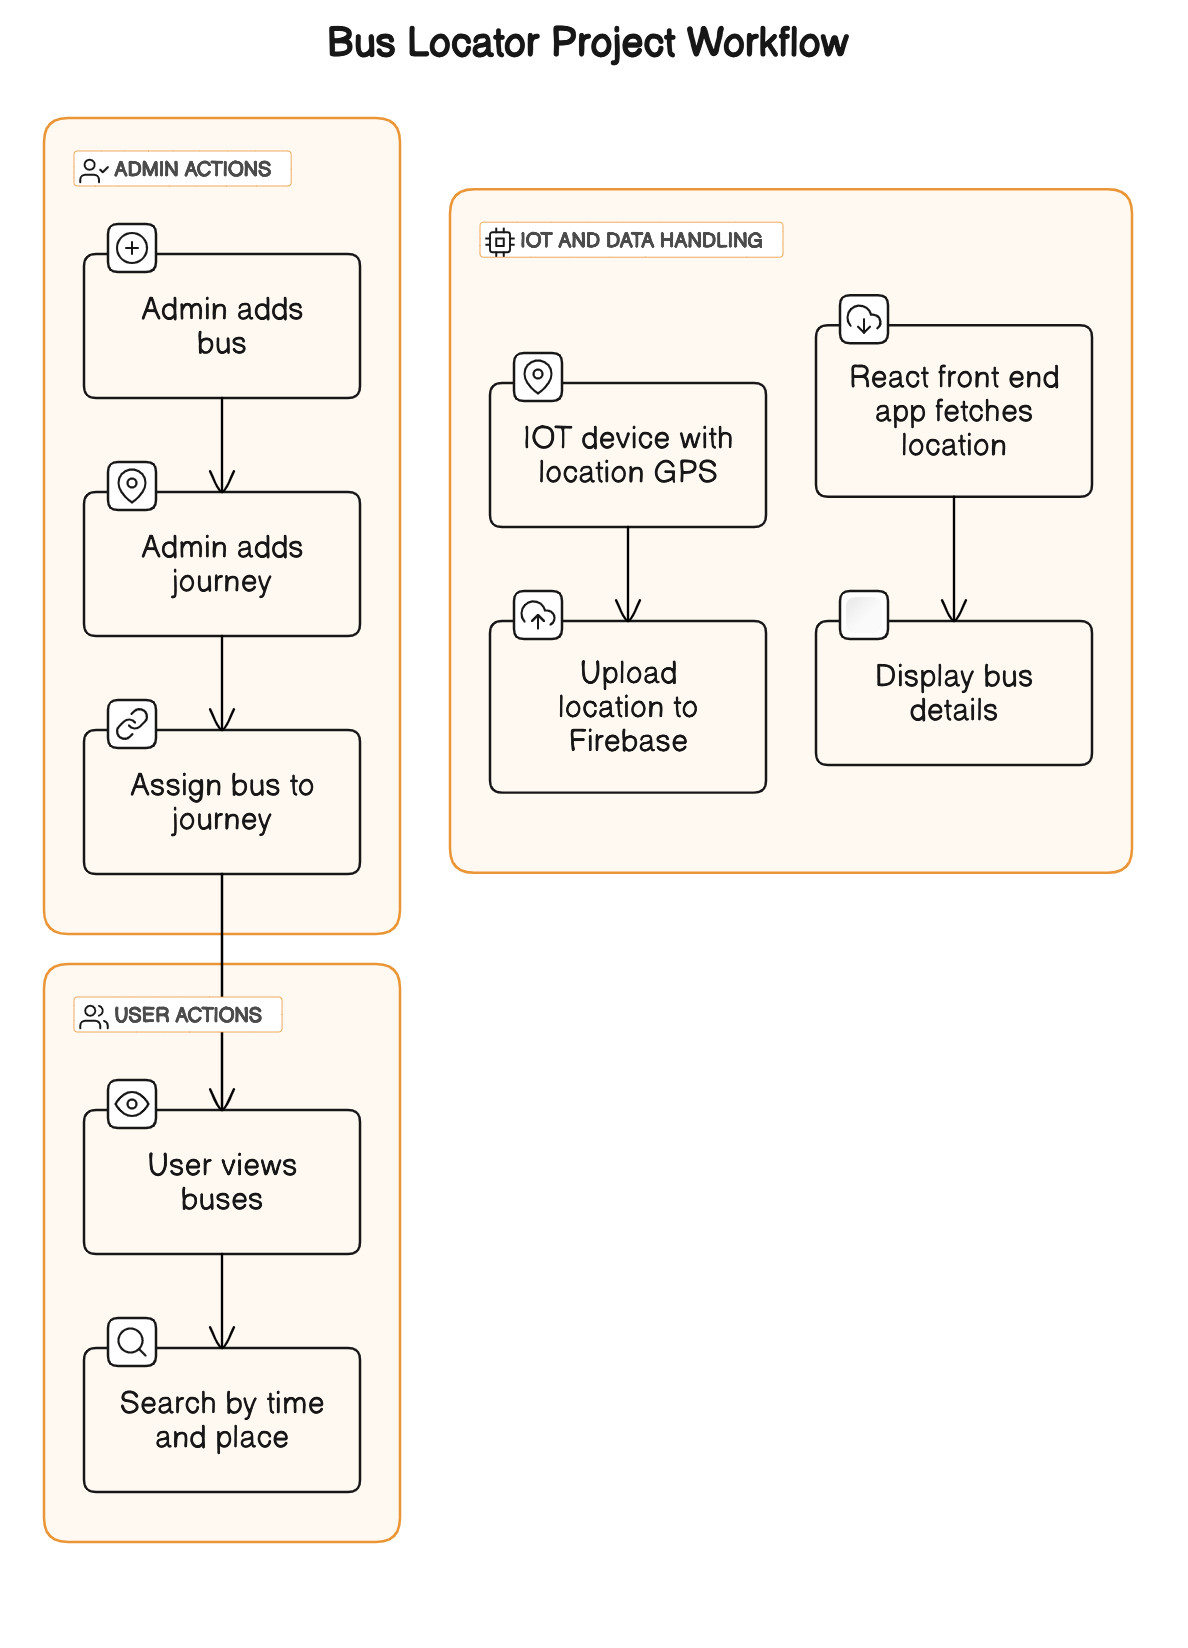 Bus Locator Project Workflow
ADMIN ACTIONS
Admin adds
bus
Admin adds
journey
Assign bus to
journey
USER ACTIONS
User views
buses
Search by time
and place
IOT AND DATA HANDLING
IOT device with
location GPS
Upload
location to
Firebase
React front end
app fetches
location
Display bus
details